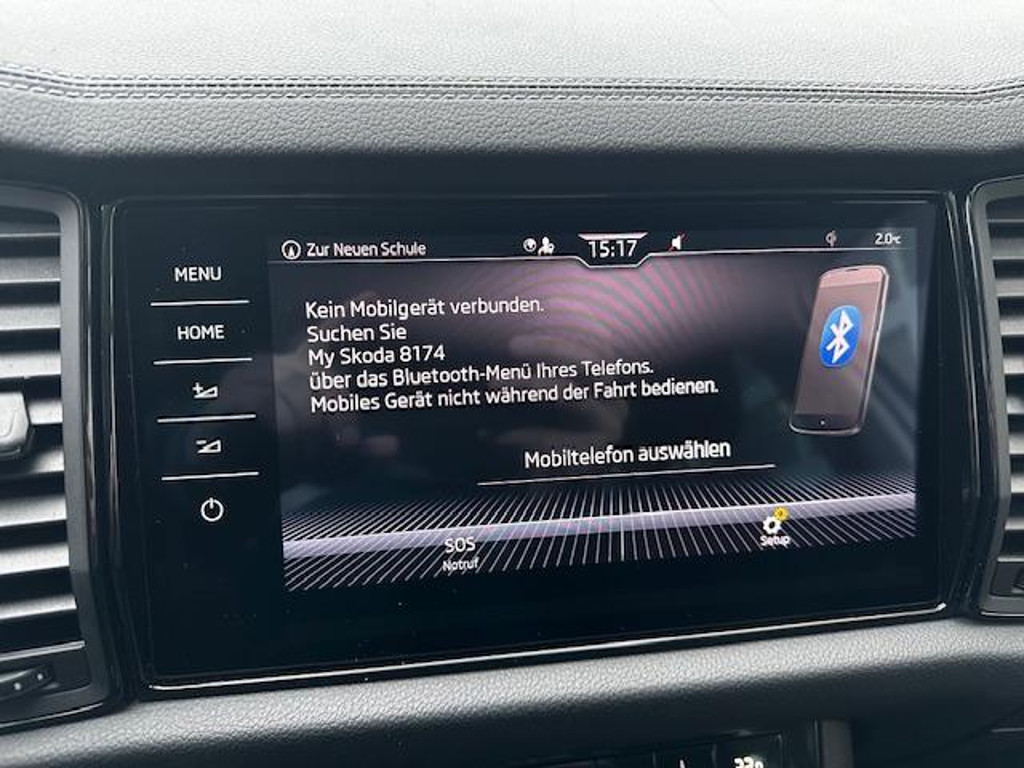 Zur Neuen Schule
15:17
2.0°C
MENU
HOME
Kein Mobilgerät verbunden.
Suchen Sie
My Skoda 8174
über das Bluetooth-Menü Ihres Telefons.
Mobiles Gerät nicht während der Fahrt bedienen.
Mobiltelefon auswählen
SOS
Notruf
Setup